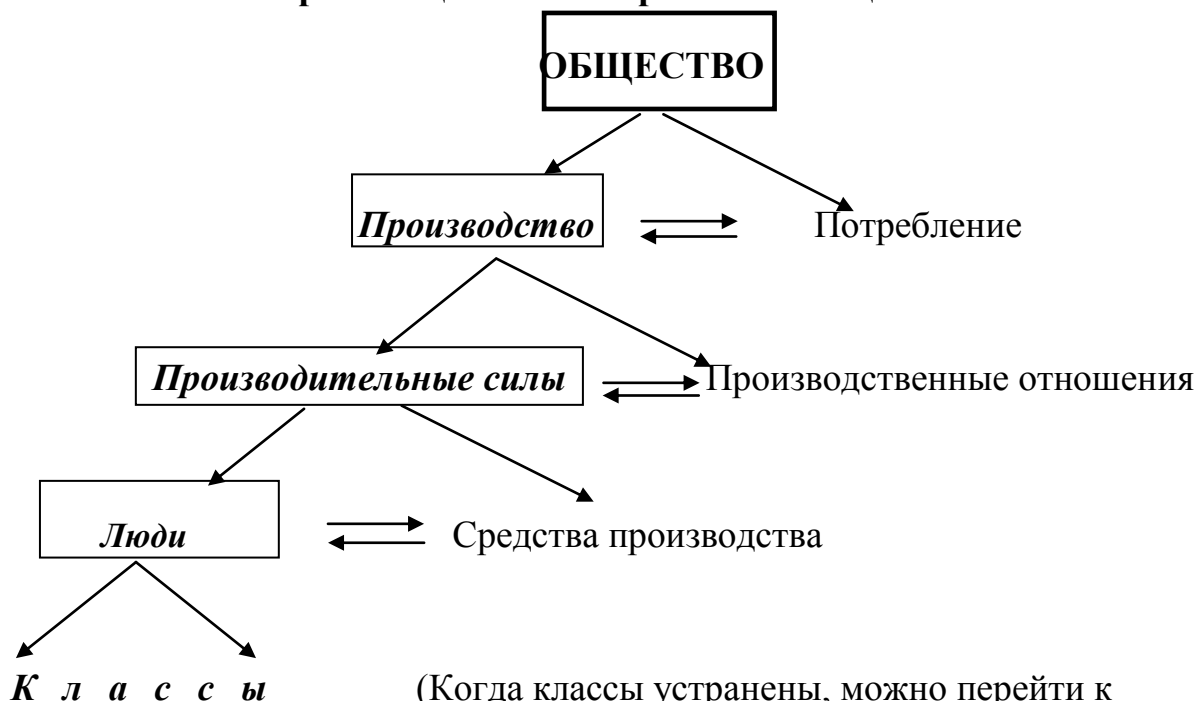 ОБЩЕСТВО
Производство Потребление
Производительные силы Производственные отношения
Люди Средства производства
К л а с с ы (Когда классы устранены, можно перейти к